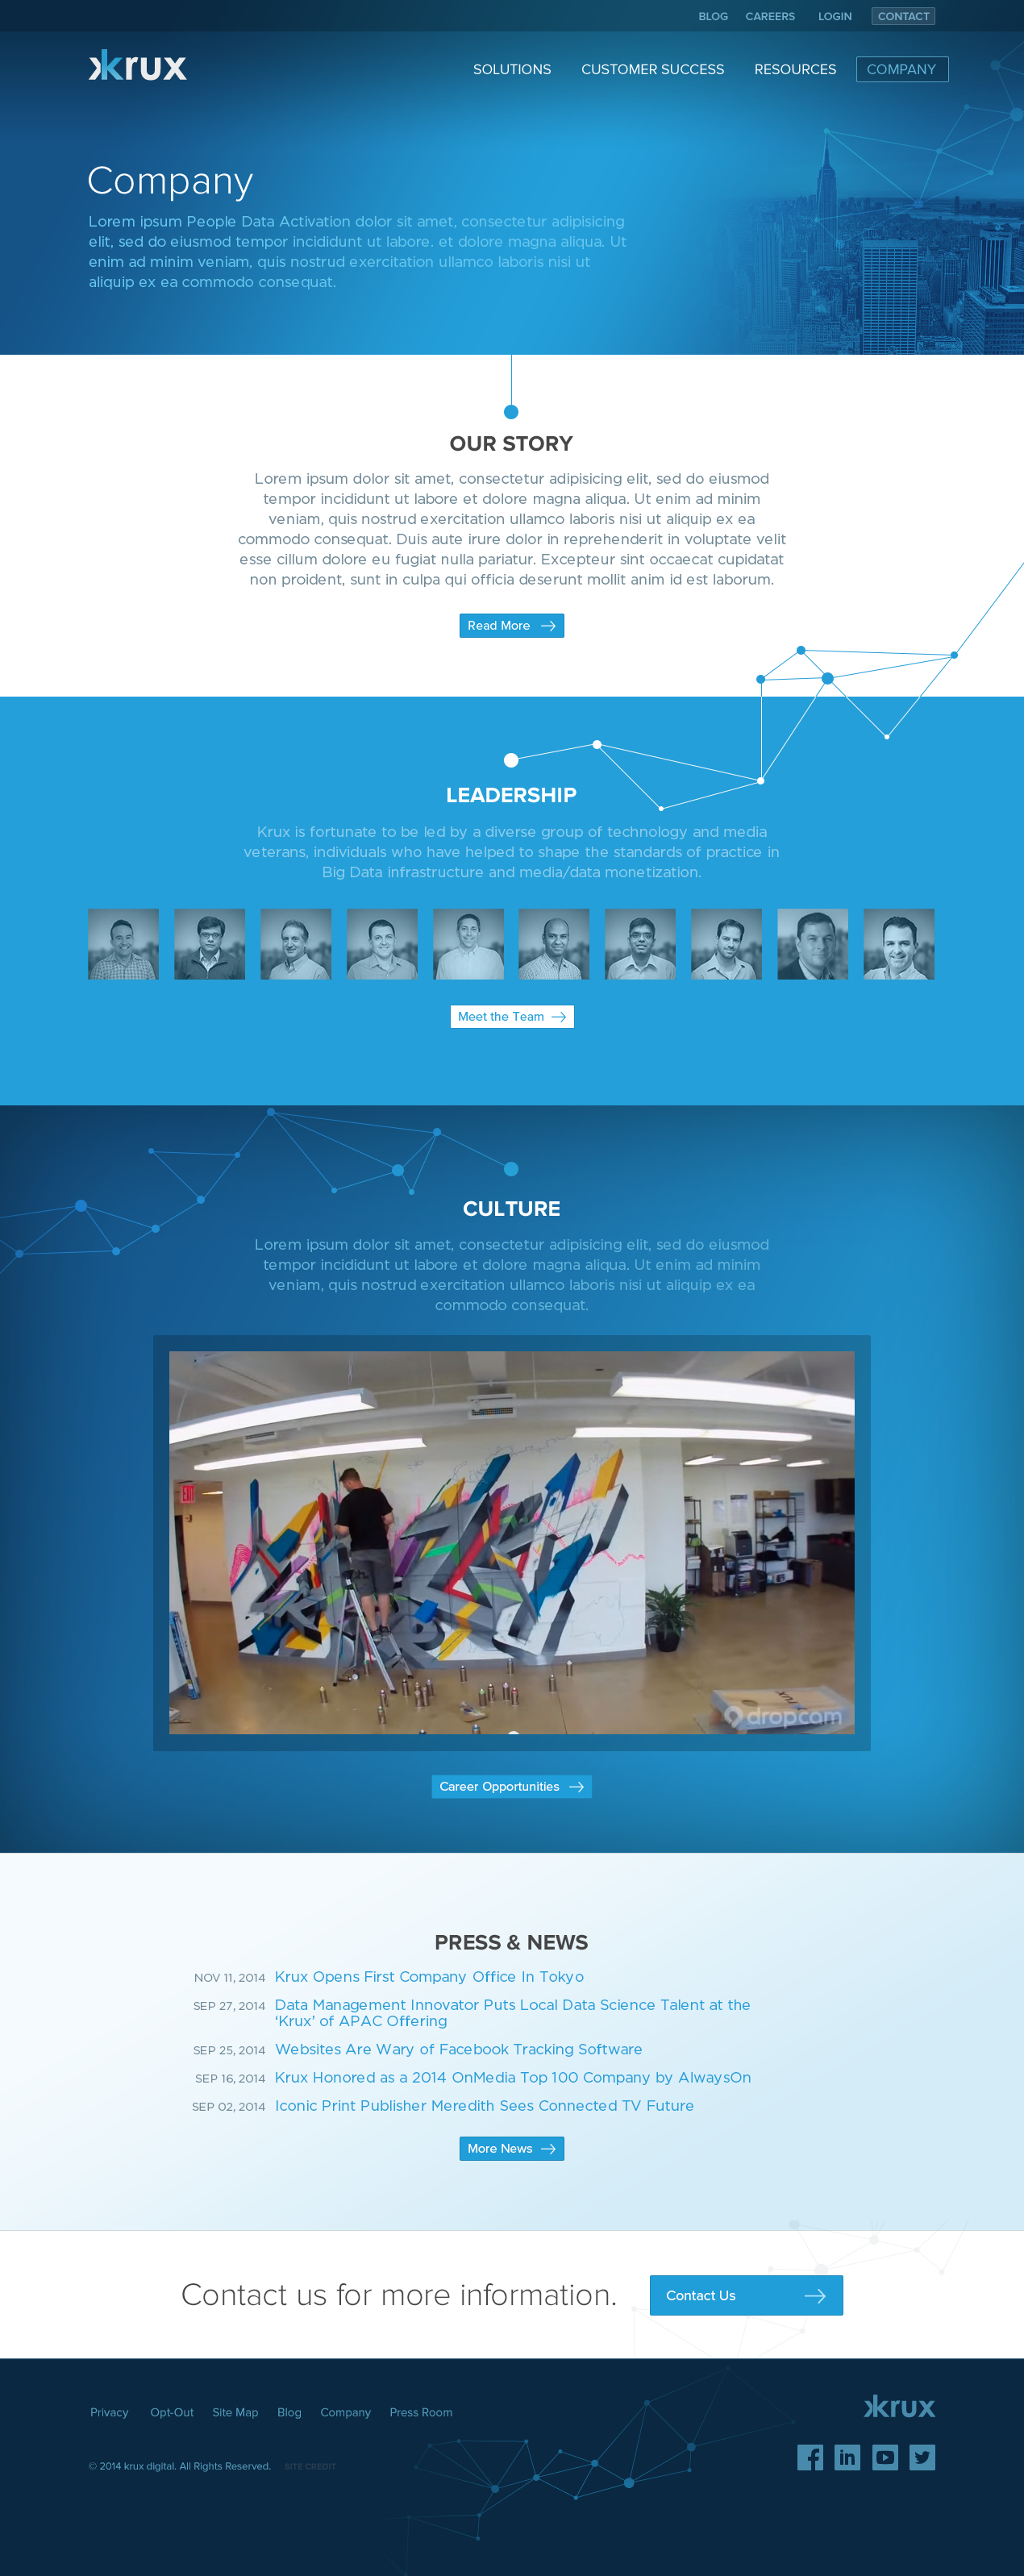 BLOG CAREERS LOGIN CONTACT
krux
SOLUTIONS CUSTOMER SUCCESS RESOURCES COMPANY
Company
Lorem ipsum People Data Activation dolor sit amet, consectetur adipisicing
elit, sed do eiusmod tempor incididunt ut labore. et dolore magna aliqua. Ut
enim ad minim veniam, quis nostrud exercitation ullamco laboris nisi ut
aliquip ex ea commodo consequat.
OUR STORY
Lorem ipsum dolor sit amet, consectetur adipisicing elit, sed do eiusmod
tempor incididunt ut labore et dolore magna aliqua. Ut enim ad minim
veniam, quis nostrud exercitation ullamco laboris nisi ut aliquip ex ea
commodo consequat. Duis aute irure dolor in reprehenderit in voluptate velit
esse cillum dolore eu fugiat nulla pariatur. Excepteur sint occaecat cupidatat
non proident, sunt in culpa qui officia deserunt mollit anim id est laborum.
Read More
LEADERSHIP
Krux is fortunate to be led by a diverse group of technology and media
veterans, individuals who have helped to shape the standards of practice in
Big Data infrastructure and media/data monetization.
Meet the Team
CULTURE
Lorem ipsum dolor sit amet, consectetur adipisicing elit, sed do eiusmod
tempor incididunt ut labore et dolore magna aliqua. Ut enim ad minim
veniam, quis nostrud exercitation ullamco laboris nisi ut aliquip ex ea
commodo consequat.
EXIT
dropcam
Career Opportunities
PRESS & NEWS
NOV 11, 2014 Krux Opens First Company Office In Tokyo
SEP 27, 2014 Data Management Innovator Puts Local Data Science Talent at the
‘Krux’ of APAC Offering
SEP 25, 2014 Websites Are Wary of Facebook Tracking Software
SEP 16, 2014 Krux Honored as a 2014 OnMedia Top 100 Company by AlwaysOn
SEP 02, 2014 Iconic Print Publisher Meredith Sees Connected TV Future
More News
Contact us for more information.
Contact Us
krux
Privacy Opt-Out Site Map Blog Company Press Room
© 2014 krux digital. All Rights Reserved. SITE CREDIT